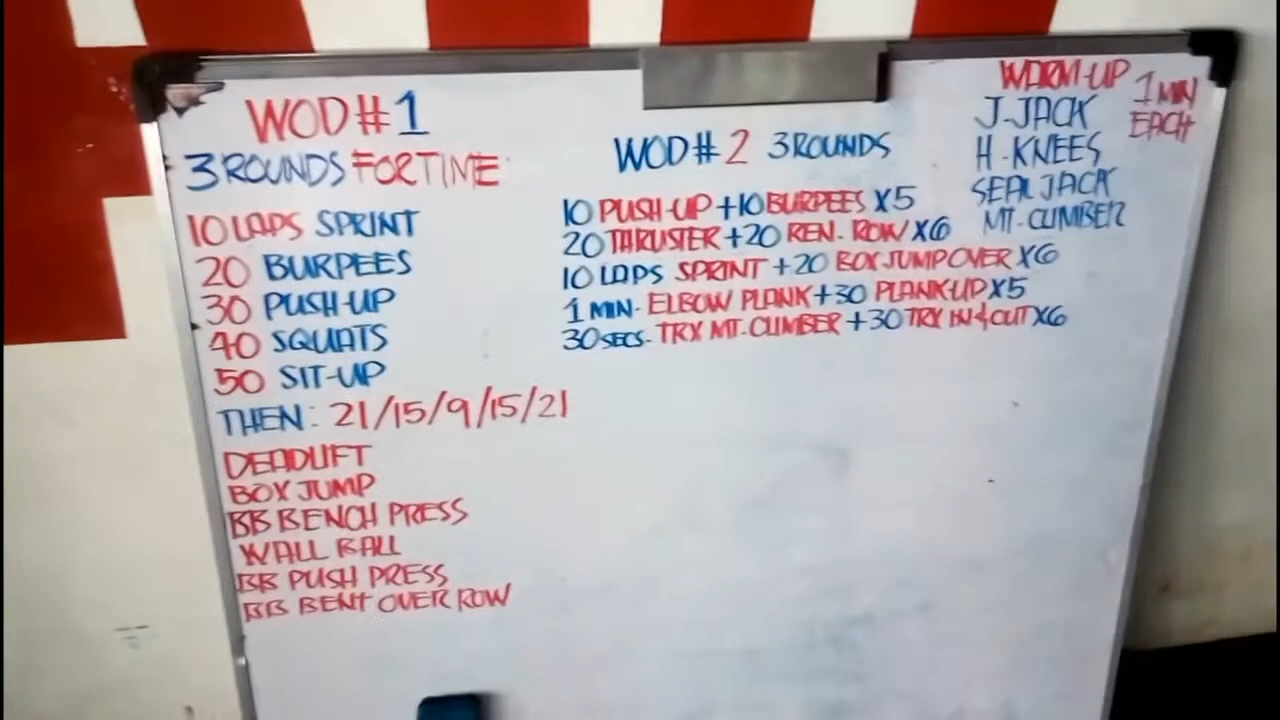 WOD#1
3 ROUNDS FOR TIME
10 LAPS SPRINT
20 BURPEES
30 PUSH-UP
40 SQUATS
50 SIT-UP
THEN: 21/15/9/15/21
DEADLIFT
BOX JUMP
BB BENCH PRESS
WALL BALL
BB PUSH PRESS
BB BENT OVER ROW
WOD# 2 3 ROUNDS
10 PUSH-UP +10 BURPEES X5
20 THRUSTER +20 REN. ROW X6
10 LAPS SPRINT +20 BOX JUMP OVER X6
1 MIN. ELBOW PLANK +30 PLANK-UP X5
30 SECS. TRX MT. CLIMBER +30 TRX IN & OUT X6
WARM-UP 1 MIN EACH
J-JACK
H-KNEES
SEAL JACK
MT-CLIMBER